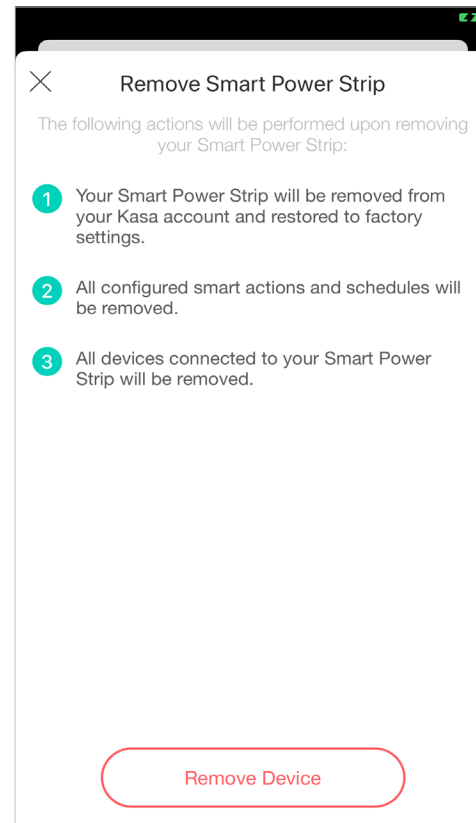 Remove Smart Power Strip
The following actions will be performed upon removing
your Smart Power Strip:
1 Your Smart Power Strip will be removed from
your Kasa account and restored to factory
settings.
2 All configured smart actions and schedules will
be removed.
3 All devices connected to your Smart Power
Strip will be removed.
Remove Device